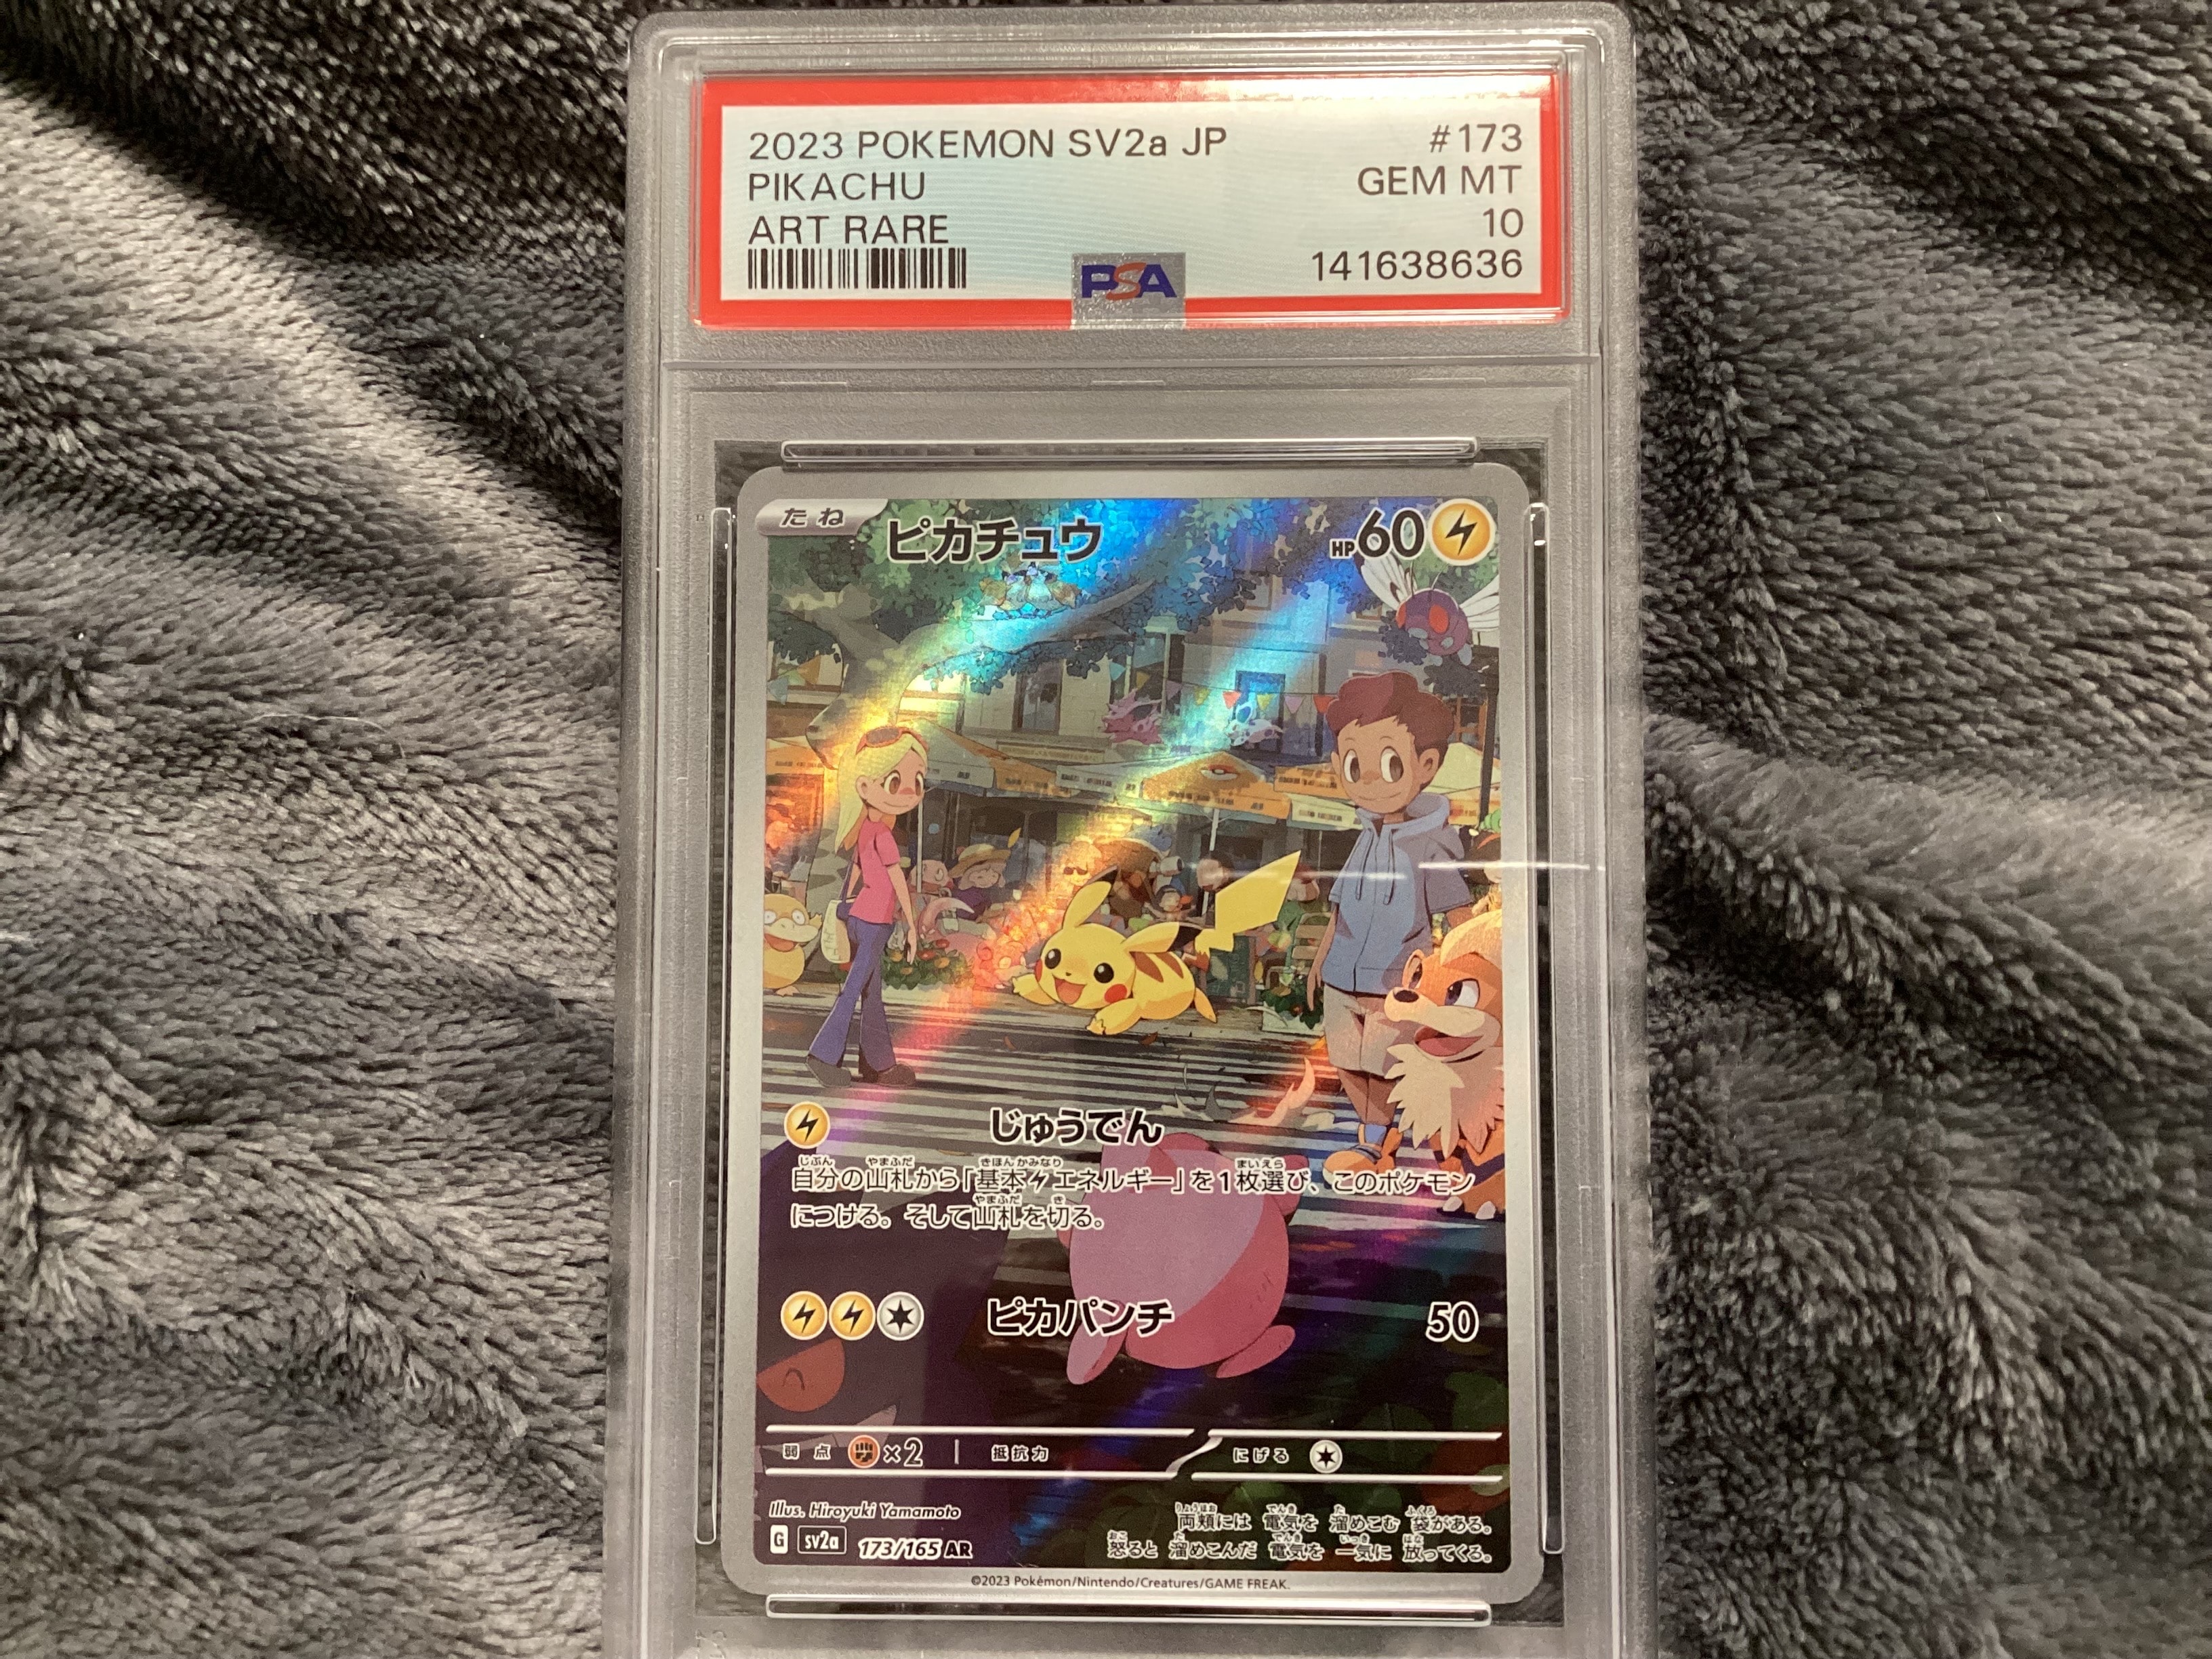 2023 POKEMON SV2a JP #173
PIKACHU GEM MT
ART RARE 10
PSA 141638636
たね ピカチュウ HP60
じゅうでん
自分の山札から「基本エネルギー」を1枚選び、このポケモン
につける。そして山札を切る。
ピカパンチ 50
弱点 ×2 抵抗力 にげる
Illus. Hiroyuki Yamamoto
両頬には 電気を 溜めこむ 袋がある。
G sv2a 173/165 AR
怒ると 溜めこんだ 電気を 一気に 放ってくる。
©2023 Pokémon/Nintendo/Creatures/GAME FREAK.